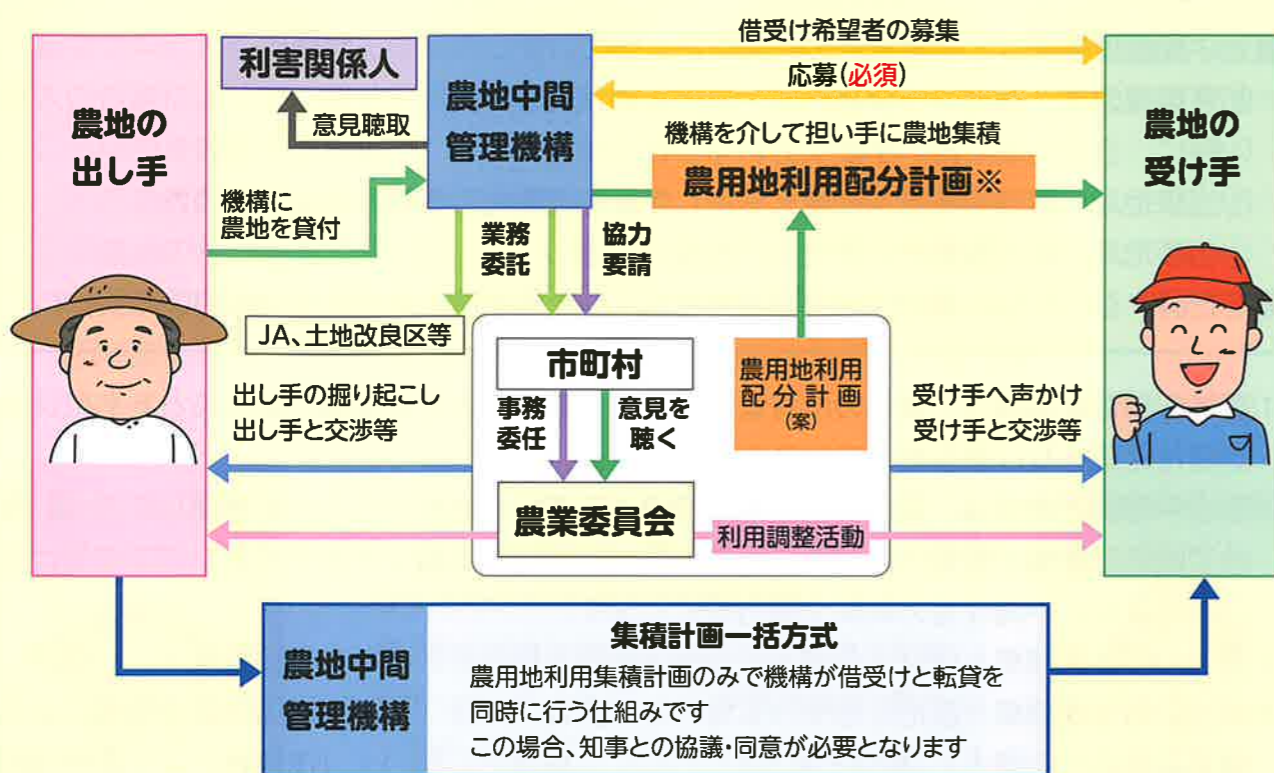 農地の
出し手
利害関係人
意見聴取
機構に
農地を貸付
農地中間
管理機構
借受け希望者の募集
応募(必須)
機構を介して担い手に農地集積
農用地利用配分計画※
農地の
受け手
業務
委託
協力
要請
JA、土地改良区等
出し手の掘り起こし
出し手と交渉等
市町村
事務
委任
意見を
聴く
農業委員会
農用地利用
配分計画
(案)
利用調整活動
受け手へ声かけ
受け手と交渉等
農地中間
管理機構
集積計画一括方式
農用地利用集積計画のみで機構が借受けと転貸を
同時に行う仕組みです
この場合、知事との協議・同意が必要となります